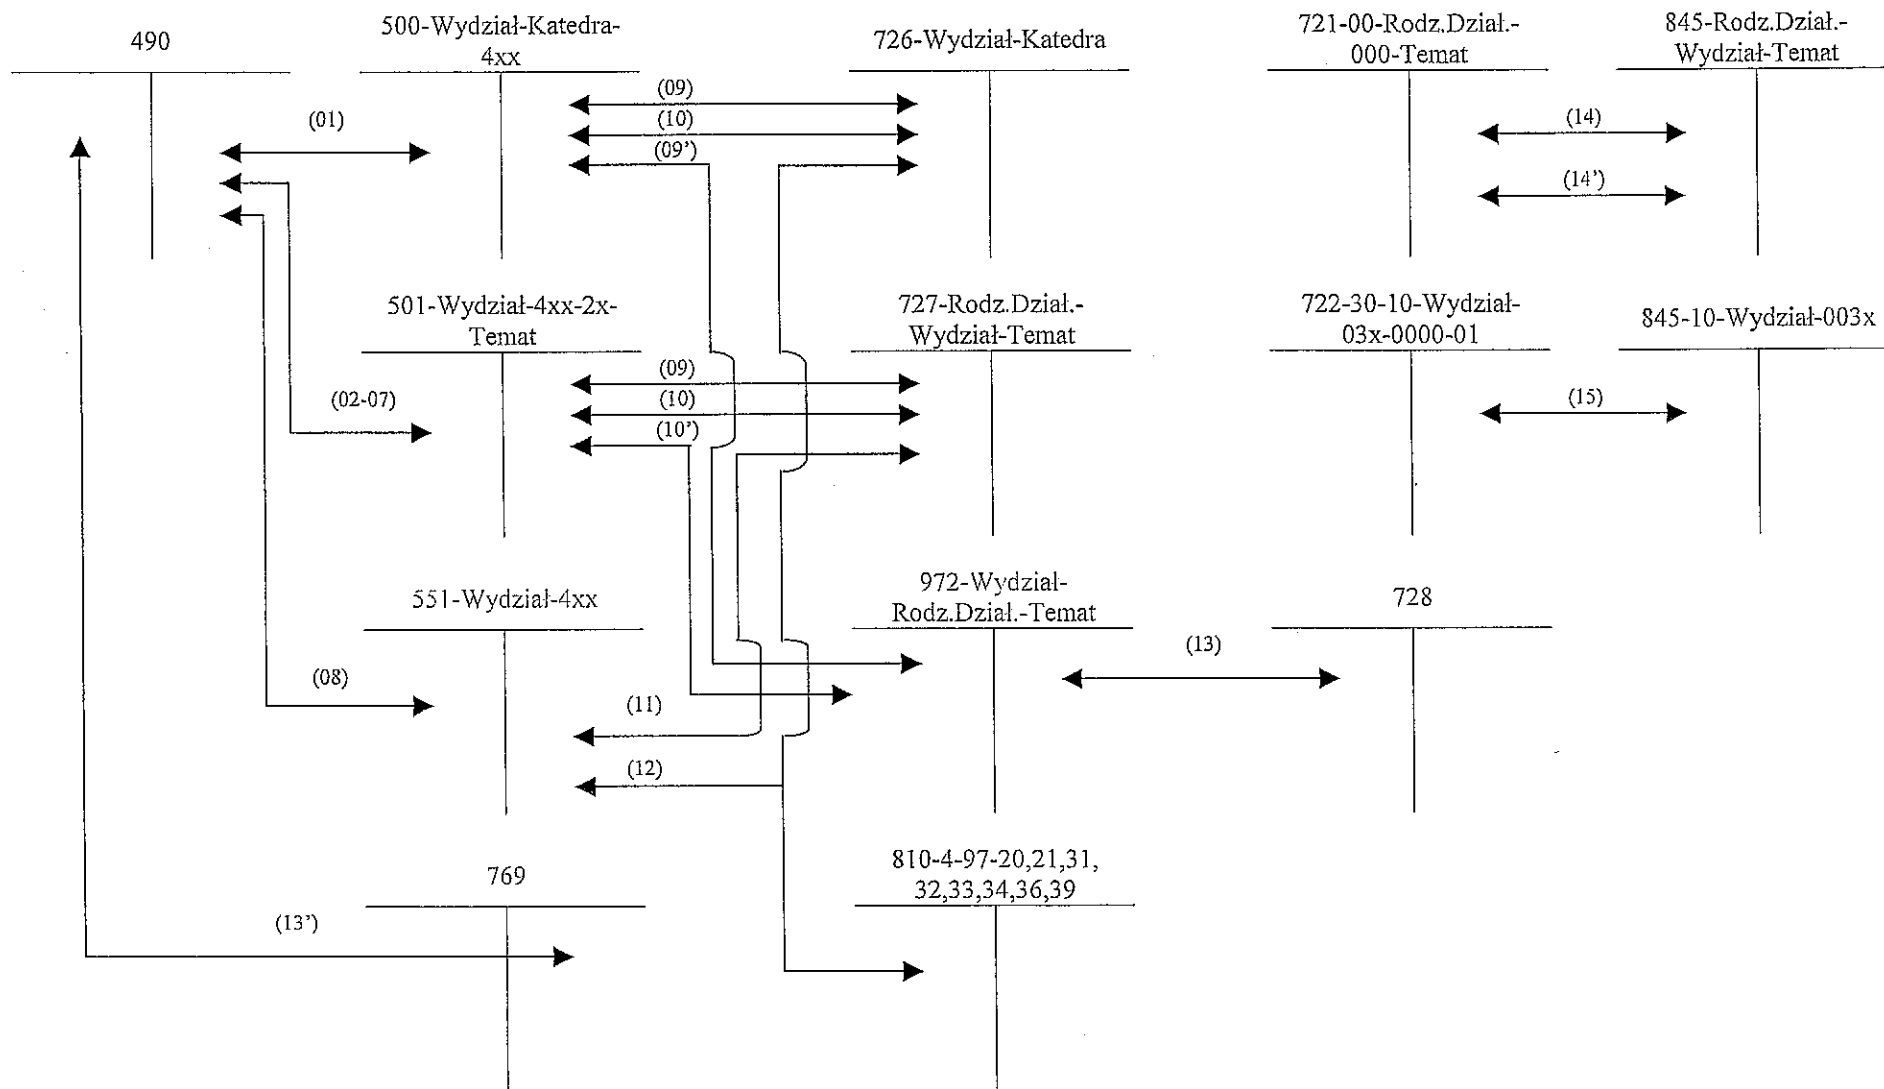 490
500-Wydział-Katedra-
4xx
726-Wydział-Katedra
721-00-Rodz.Dział.-
000-Temat
845-Rodz.Dział.-
Wydział-Temat
(01)
(09)
(10)
(09')
(14)
(14')
501-Wydział-4xx-2x-
Temat
727-Rodz.Dział.-
Wydział-Temat
722-30-10-Wydział-
03x-0000-01
845-10-Wydział-003x
(02-07)
(09)
(10)
(10')
(15)
551-Wydział-4xx
972-Wydział-
Rodz.Dział.-Temat
728
(08)
(11)
(12)
(13)
769
810-4-97-20,21,31,
32,33,34,36,39
(13')